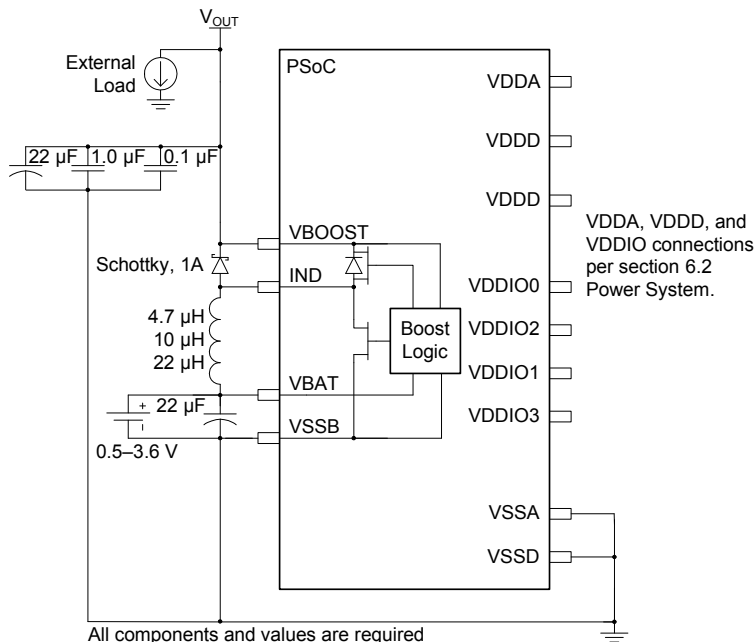 VOUT
External
Load
PSoC
VDDA
22 µF 1.0 µF 0.1 µF
VDDD
VDDD
VDDA, VDDD, and
VDDIO connections
per section 6.2
Power System.
VBOOST
Schottky, 1A
IND
VDDIO0
4.7 µH
10 µH
22 µH
Boost
Logic
VDDIO2
VDDIO1
VBAT
22 µF
+
-
VDDIO3
VSSB
0.5–3.6 V
VSSA
VSSD
All components and values are required